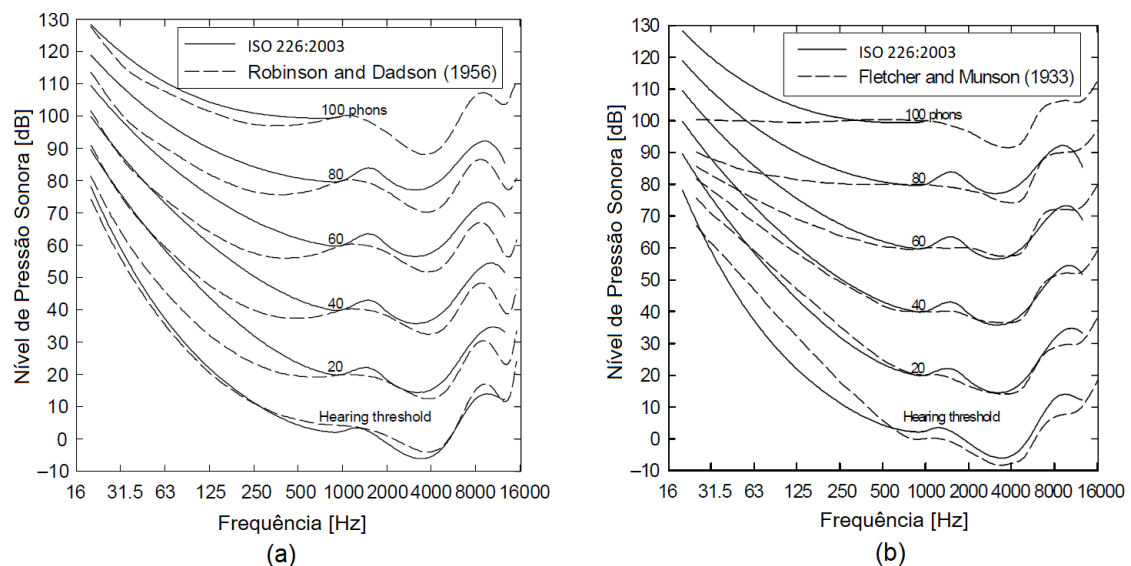 130
120
110
100
90
80
70
60
50
40
30
20
10
0
–10
Nível de Pressão Sonora [dB]
ISO 226:2003
Robinson and Dadson (1956)
100 phons
80
60
40
20
Hearing threshold
16 31.5 63 125 250 500 1000 2000 4000 8000 16000
Frequência [Hz]
(a)
130
120
110
100
90
80
70
60
50
40
30
20
10
0
–10
Nível de Pressão Sonora [dB]
ISO 226:2003
Fletcher and Munson (1933)
100 phons
80
60
40
20
Hearing threshold
16 31.5 63 125 250 500 1000 2000 4000 8000 16000
Frequência [Hz]
(b)